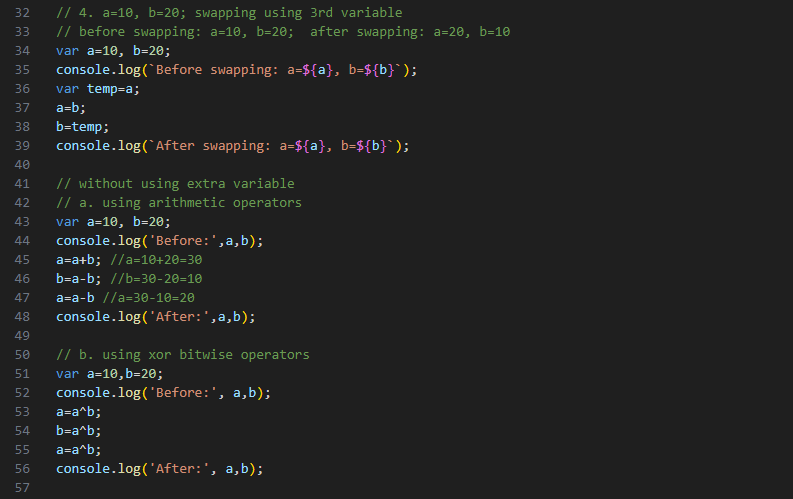 32 // 4. a=10, b=20; swapping using 3rd variable
33 // before swapping: a=10, b=20;  after swapping: a=20, b=10
34 var a=10, b=20;
35 console.log(`Before swapping: a=${a}, b=${b}`);
36 var temp=a;
37 a=b;
38 b=temp;
39 console.log(`After swapping: a=${a}, b=${b}`);
40
41 // without using extra variable
42 // a. using arithmetic operators
43 var a=10, b=20;
44 console.log('Before:',a,b);
45 a=a+b; //a=10+20=30
46 b=a-b; //b=30-20=10
47 a=a-b //a=30-10=20
48 console.log('After:',a,b);
49
50 // b. using xor bitwise operators
51 var a=10,b=20;
52 console.log('Before:', a,b);
53 a=a^b;
54 b=a^b;
55 a=a^b;
56 console.log('After:', a,b);
57